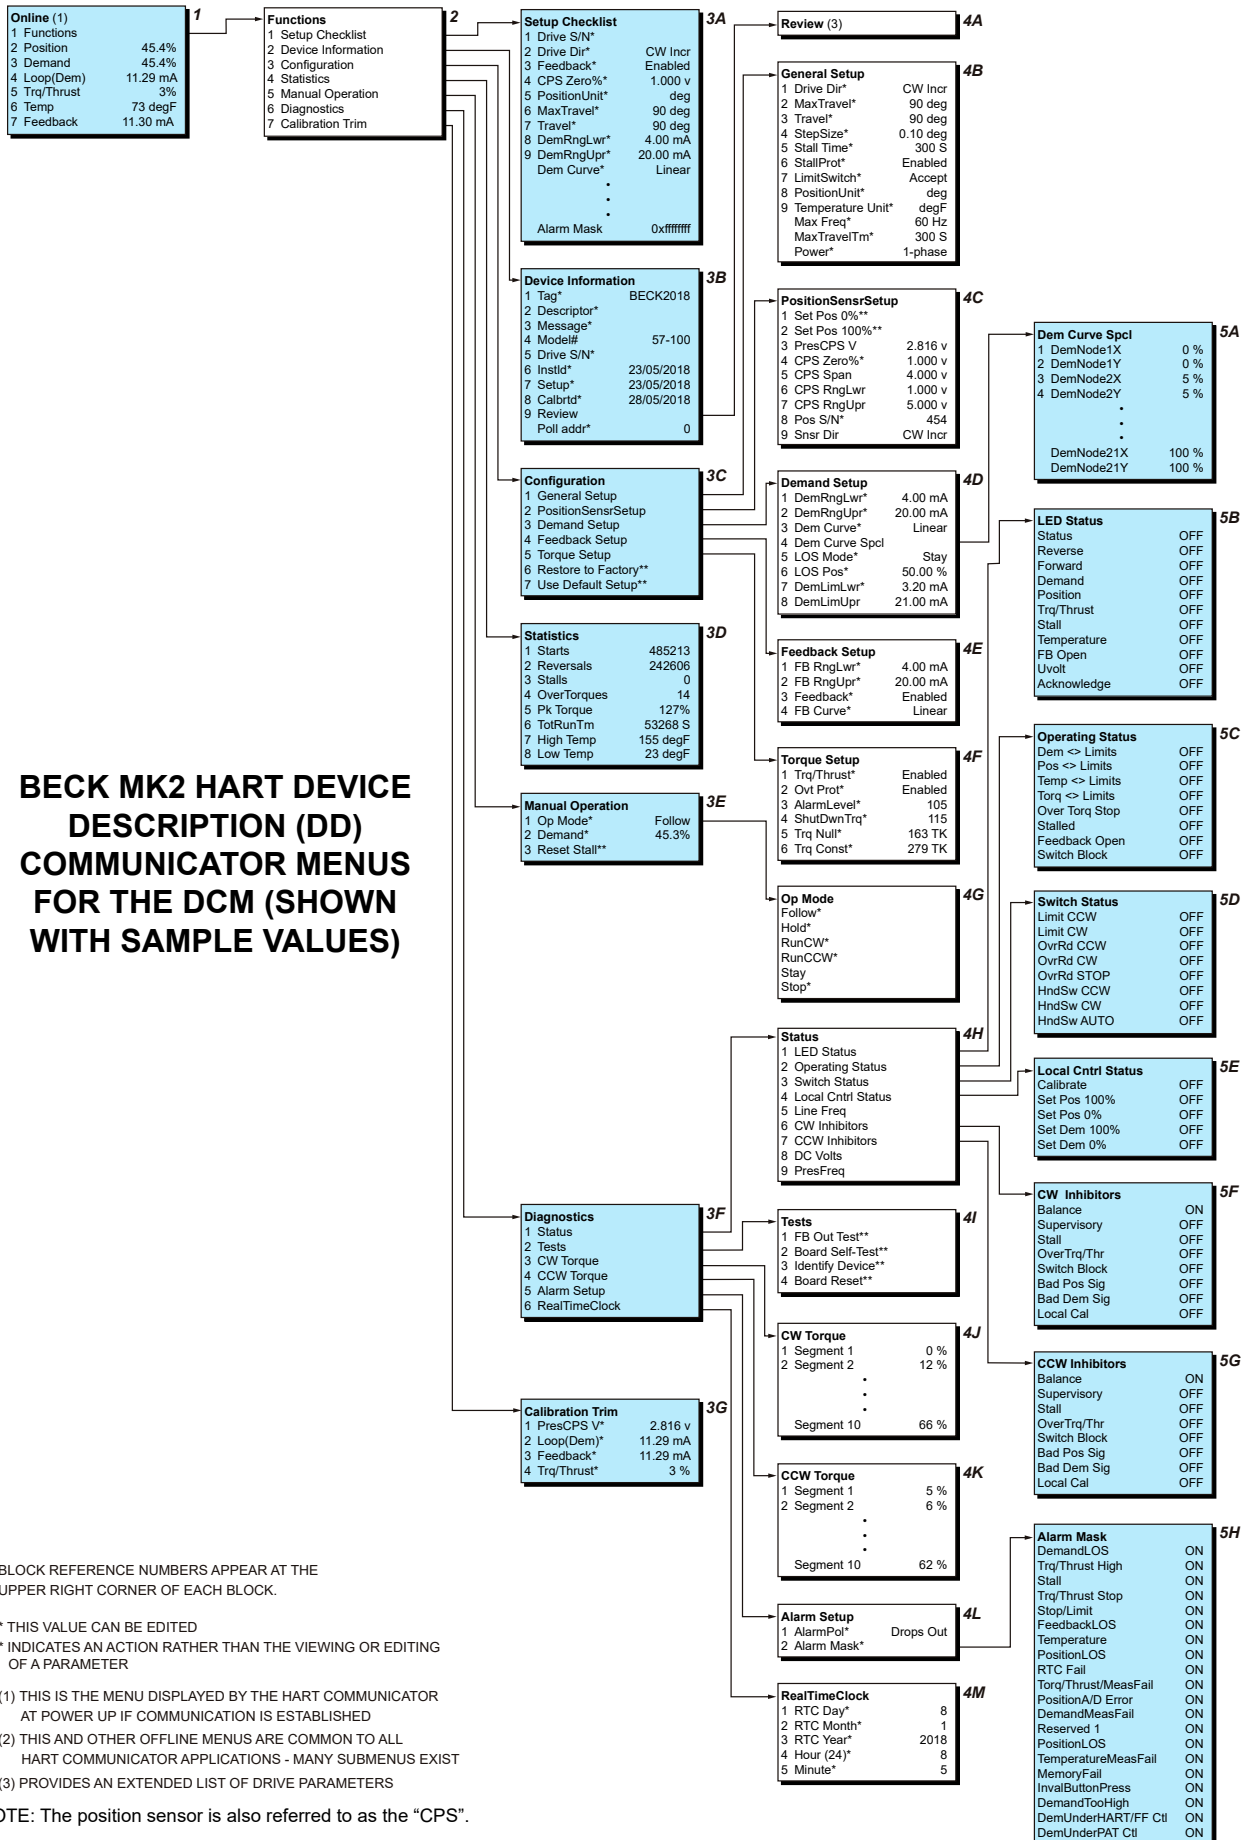 Online (1)
1 Functions
2 Position 45.4%
3 Demand 45.4%
4 Loop(Dem) 11.29 mA
5 Trq/Thrust 3%
6 Temp 73 degF
7 Feedback 11.30 mA
1
Functions
1 Setup Checklist
2 Device Information
3 Configuration
4 Statistics
5 Manual Operation
6 Diagnostics
7 Calibration Trim
2
Setup Checklist
1 Drive S/N*
2 Drive Dir* CW Incr
3 Feedback* Enabled
4 CPS Zero%* 1.000 v
5 PositionUnit* deg
6 MaxTravel* 90 deg
7 Travel* 90 deg
8 DemRngLwr* 4.00 mA
9 DemRngUpr* 20.00 mA
Dem Curve* Linear
•
•
•
Alarm Mask 0xffffffff
3A
Device Information
1 Tag* BECK2018
2 Descriptor*
3 Message*
4 Model# 57-100
5 Drive S/N*
6 Instld* 23/05/2018
7 Setup* 23/05/2018
8 Calbrtd* 28/05/2018
9 Review
Poll addr* 0
3B
Configuration
1 General Setup
2 PositionSensrSetup
3 Demand Setup
4 Feedback Setup
5 Torque Setup
6 Restore to Factory**
7 Use Default Setup**
3C
Statistics
1 Starts 485213
2 Reversals 242606
3 Stalls 0
4 OverTorques 14
5 Pk Torque 127%
6 TotRunTm 53268 S
7 High Temp 155 degF
8 Low Temp 23 degF
3D
Manual Operation
1 Op Mode* Follow
2 Demand* 45.3%
3 Reset Stall**
3E
Diagnostics
1 Status
2 Tests
3 CW Torque
4 CCW Torque
5 Alarm Setup
6 RealTimeClock
3F
Calibration Trim
1 PresCPS V* 2.816 v
2 Loop(Dem)* 11.29 mA
3 Feedback* 11.29 mA
4 Trq/Thrust* 3 %
3G
Review (3)
4A
General Setup
1 Drive Dir* CW Incr
2 MaxTravel* 90 deg
3 Travel* 90 deg
4 StepSize* 0.10 deg
5 Stall Time* 300 S
6 StallProt* Enabled
7 LimitSwitch* Accept
8 PositionUnit* deg
9 Temperature Unit* degF
Max Freq* 60 Hz
MaxTravelTm* 300 S
Power* 1-phase
4B
PositionSensrSetup
1 Set Pos 0%**
2 Set Pos 100%**
3 PresCPS V 2.816 v
4 CPS Zero%* 1.000 v
5 CPS Span 4.000 v
6 CPS RngLwr 1.000 v
7 CPS RngUpr 5.000 v
8 Pos S/N* 454
9 Snsr Dir CW Incr
4C
Demand Setup
1 DemRngLwr* 4.00 mA
2 DemRngUpr* 20.00 mA
3 Dem Curve* Linear
4 Dem Curve Spcl
5 LOS Mode* Stay
6 LOS Pos* 50.00 %
7 DemLimLwr* 3.20 mA
8 DemLimUpr 21.00 mA
4D
Feedback Setup
1 FB RngLwr* 4.00 mA
2 FB RngUpr* 20.00 mA
3 Feedback* Enabled
4 FB Curve* Linear
4E
Torque Setup
1 Trq/Thrust* Enabled
2 Ovt Prot* Enabled
3 AlarmLevel* 105
4 ShutDwnTrq* 115
5 Trq Null* 163 TK
6 Trq Const* 279 TK
4F
Op Mode
Follow*
Hold*
RunCW*
RunCCW*
Stay
Stop*
4G
Status
1 LED Status
2 Operating Status
3 Switch Status
4 Local Cntrl Status
5 Line Freq
6 CW Inhibitors
7 CCW Inhibitors
8 DC Volts
9 PresFreq
4H
Tests
1 FB Out Test**
2 Board Self-Test**
3 Identify Device**
4 Board Reset**
4I
CW Torque
1 Segment 1 0 %
2 Segment 2 12 %
•
•
•
Segment 10 66 %
4J
CCW Torque
1 Segment 1 5 %
2 Segment 2 6 %
•
•
•
Segment 10 62 %
4K
Alarm Setup
1 AlarmPol* Drops Out
2 Alarm Mask*
4L
RealTimeClock
1 RTC Day* 8
2 RTC Month* 1
3 RTC Year* 2018
4 Hour (24)* 8
5 Minute* 5
4M
Dem Curve Spcl
1 DemNode1X 0 %
2 DemNode1Y 0 %
3 DemNode2X 5 %
4 DemNode2Y 5 %
•
•
•
DemNode21X 100 %
DemNode21Y 100 %
5A
LED Status
Status OFF
Reverse OFF
Forward OFF
Demand OFF
Position OFF
Trq/Thrust OFF
Stall OFF
Temperature OFF
FB Open OFF
Uvolt OFF
Acknowledge OFF
5B
Operating Status
Dem <> Limits OFF
Pos <> Limits OFF
Temp <> Limits OFF
Torq <> Limits OFF
Over Torq Stop OFF
Stalled OFF
Feedback Open OFF
Switch Block OFF
5C
Switch Status
Limit CCW OFF
Limit CW OFF
OvrRd CCW OFF
OvrRd CW OFF
OvrRd STOP OFF
HndSw CCW OFF
HndSw CW OFF
HndSw AUTO OFF
5D
Local Cntrl Status
Calibrate OFF
Set Pos 100% OFF
Set Pos 0% OFF
Set Dem 100% OFF
Set Dem 0% OFF
5E
CW Inhibitors
Balance ON
Supervisory OFF
Stall OFF
OverTrq/Thr OFF
Switch Block OFF
Bad Pos Sig OFF
Bad Dem Sig OFF
Local Cal OFF
5F
CCW Inhibitors
Balance ON
Supervisory OFF
Stall OFF
OverTrq/Thr OFF
Switch Block OFF
Bad Pos Sig OFF
Bad Dem Sig OFF
Local Cal OFF
5G
Alarm Mask
DemandLOS ON
Trq/Thrust High ON
Stall ON
Trq/Thrust Stop ON
Stop/Limit ON
FeedbackLOS ON
Temperature ON
PositionLOS ON
RTC Fail ON
Torq/Thrust/MeasFail ON
PositionA/D Error ON
DemandMeasFail ON
Reserved 1 ON
PositionLOS ON
TemperatureMeasFail ON
MemoryFail ON
InvalButtonPress ON
DemandTooHigh ON
DemUnderHART/FF Ctl ON
DemUnderPAT Ctl ON
5H
BECK MK2 HART DEVICE
DESCRIPTION (DD)
COMMUNICATOR MENUS
FOR THE DCM (SHOWN
WITH SAMPLE VALUES)
BLOCK REFERENCE NUMBERS APPEAR AT THE
UPPER RIGHT CORNER OF EACH BLOCK.
* THIS VALUE CAN BE EDITED
* INDICATES AN ACTION RATHER THAN THE VIEWING OR EDITING
OF A PARAMETER
(1) THIS IS THE MENU DISPLAYED BY THE HART COMMUNICATOR
AT POWER UP IF COMMUNICATION IS ESTABLISHED
(2) THIS AND OTHER OFFLINE MENUS ARE COMMON TO ALL
HART COMMUNICATOR APPLICATIONS - MANY SUBMENUS EXIST
(3) PROVIDES AN EXTENDED LIST OF DRIVE PARAMETERS
OTE: The position sensor is also referred to as the “CPS”.